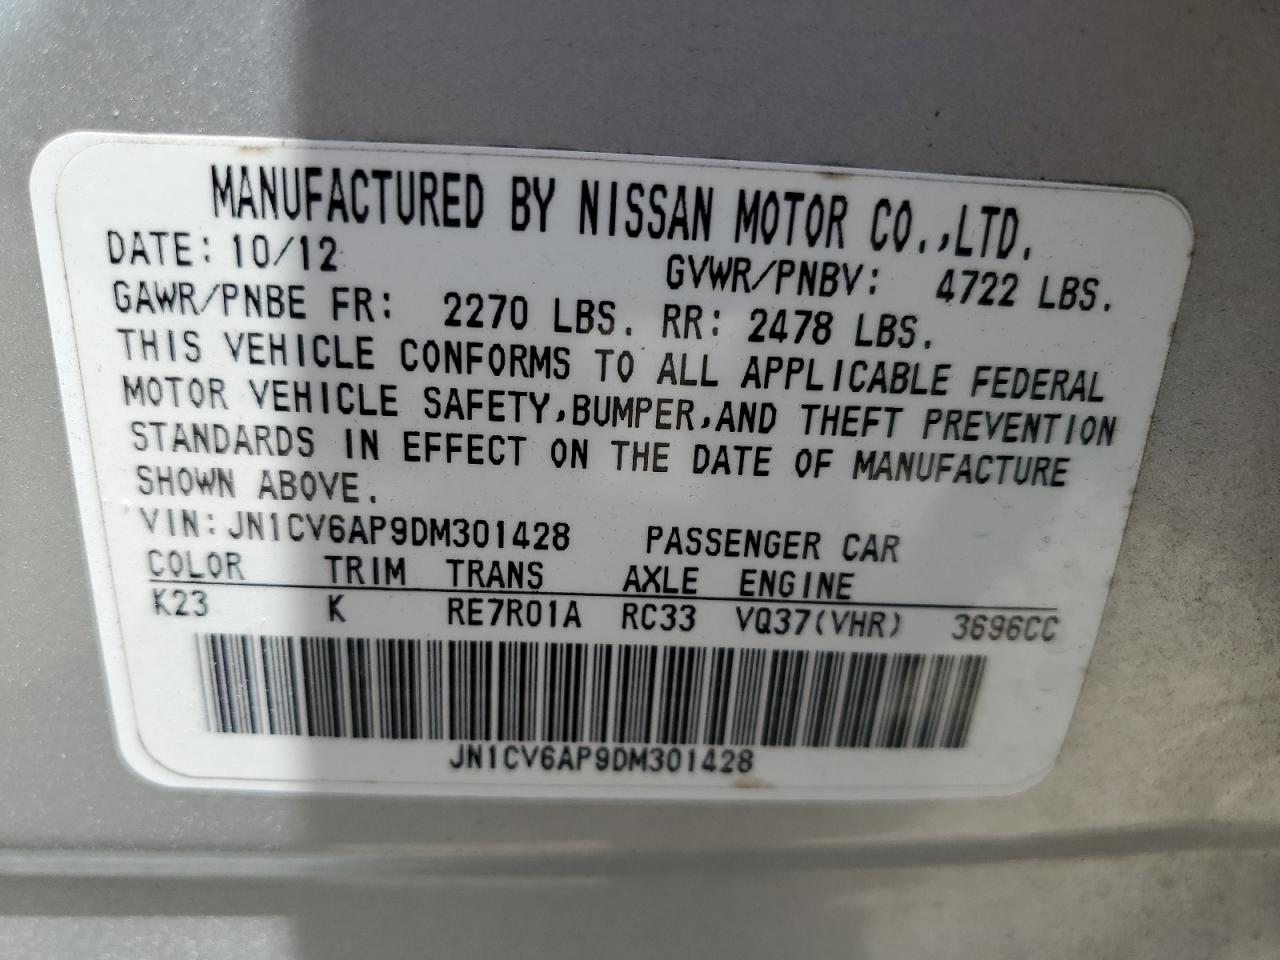 MANUFACTURED BY NISSAN MOTOR CO.,LTD.
DATE: 10/12 GVWR/PNBV: 4722 LBS.
GAWR/PNBE FR: 2270 LBS. RR: 2478 LBS.
THIS VEHICLE CONFORMS TO ALL APPLICABLE FEDERAL
MOTOR VEHICLE SAFETY,BUMPER,AND THEFT PREVENTION
STANDARDS IN EFFECT ON THE DATE OF MANUFACTURE
SHOWN ABOVE.
VIN:JN1CV6AP9DM301428 PASSENGER CAR
COLOR TRIM TRANS AXLE ENGINE
K23 K RE7R01A RC33 VQ37(VHR) 3696CC
JN1CV6AP9DM301428